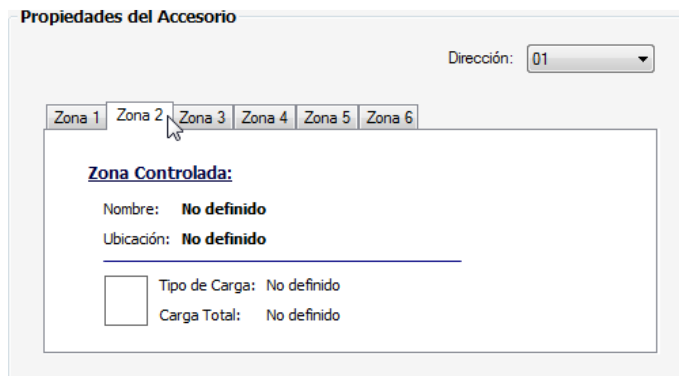 Propiedades del Accesorio
Dirección: 01
Zona 1 Zona 2 Zona 3 Zona 4 Zona 5 Zona 6
Zona Controlada:
Nombre: No definido
Ubicación: No definido
Tipo de Carga: No definido
Carga Total: No definido